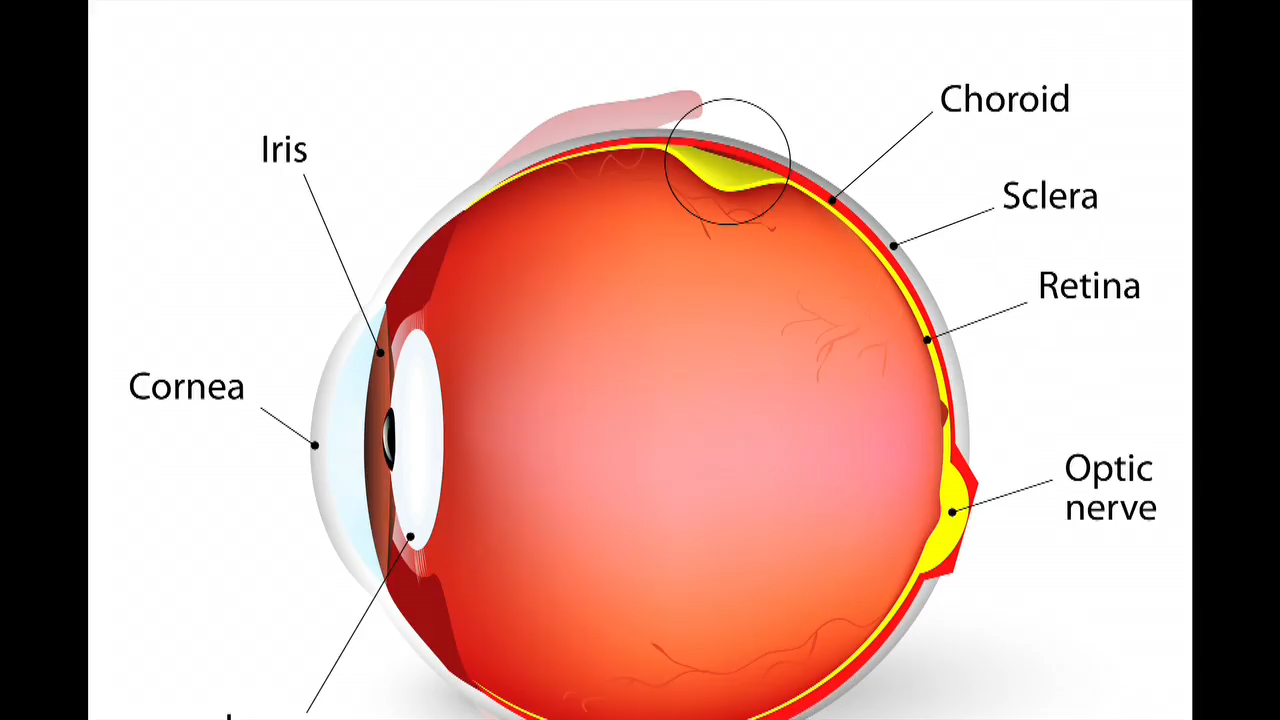 Choroid
Iris
Sclera
Retina
Cornea
Optic
nerve